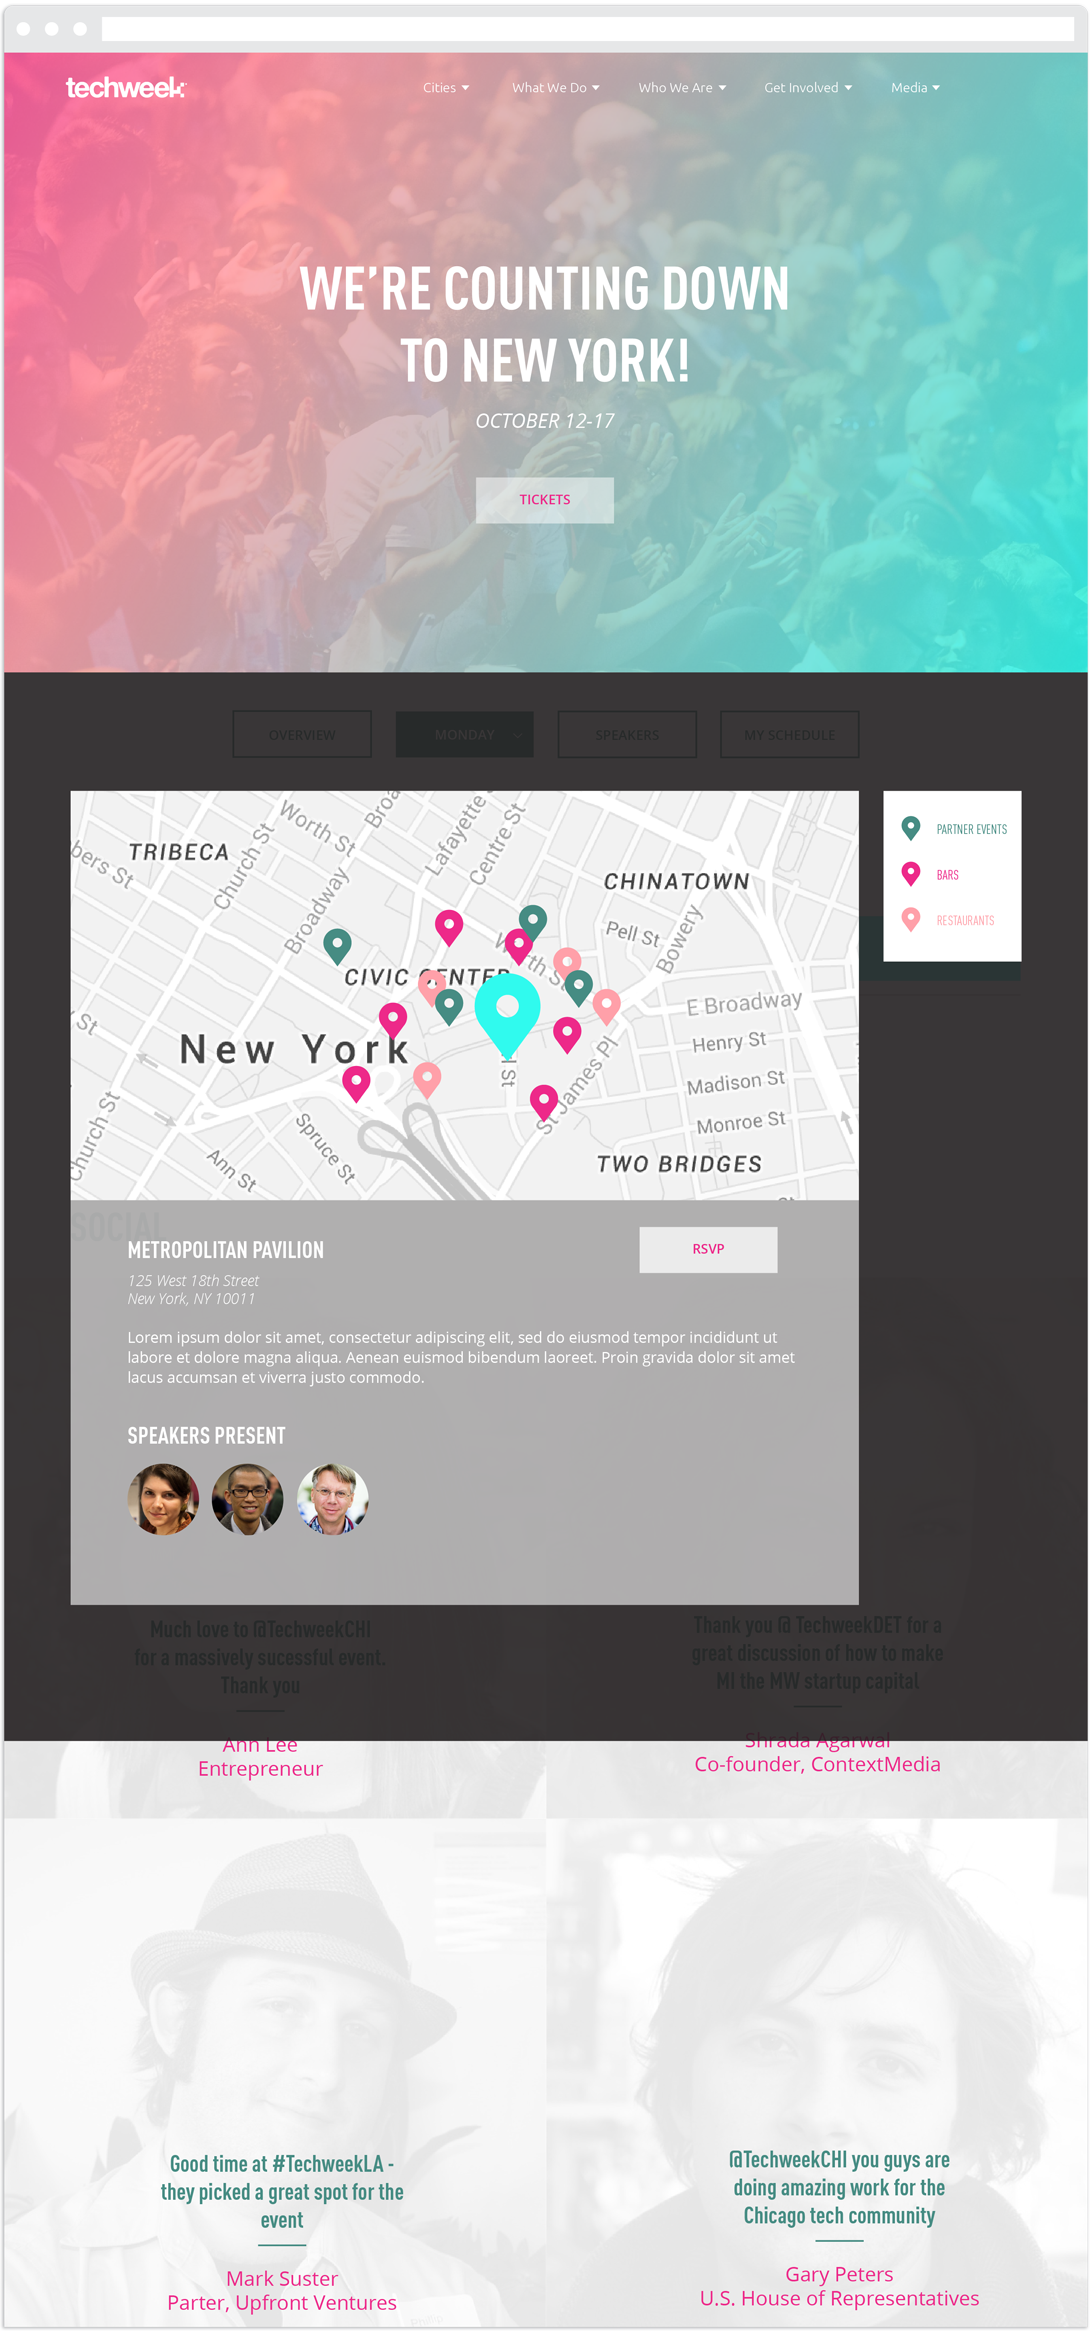 techweek
Cities
What We Do
Who We Are
Get Involved
Media
WE'RE COUNTING DOWN
TO NEW YORK!
OCTOBER 12-17
TICKETS
OVERVIEW
MONDAY
SPEAKERS
MY SCHEDULE
TRIBECA
Church St
Worth St
Broadway
Lafayette
Centre St
CHINATOWN
Pell St
Bowery
CIVIC CENTER
New York
E Broadway
Henry St
Madison St
Monroe St
St James Pl
Church St
Ann St
Spruce St
TWO BRIDGES
PARTNER EVENTS
BARS
RESTAURANTS
SOCIAL
METROPOLITAN PAVILION
125 West 18th Street
New York, NY 10011
RSVP
Lorem ipsum dolor sit amet, consectetur adipiscing elit, sed do eiusmod tempor incididunt ut
labore et dolore magna aliqua. Aenean euismod bibendum laoreet. Proin gravida dolor sit amet
lacus accumsan et viverra justo commodo.
SPEAKERS PRESENT
Much love to @TechweekCHI
for a massively sucessful event.
Thank you
Ann Lee
Entrepreneur
Thank you @ TechweekDET for a
great discussion of how to make
MI the MW startup capital
Shrada Agarwal
Co-founder, ContextMedia
Good time at #TechweekLA -
they picked a great spot for the
event
Mark Suster
Parter, Upfront Ventures
@TechweekCHI you guys are
doing amazing work for the
Chicago tech community
Gary Peters
U.S. House of Representatives